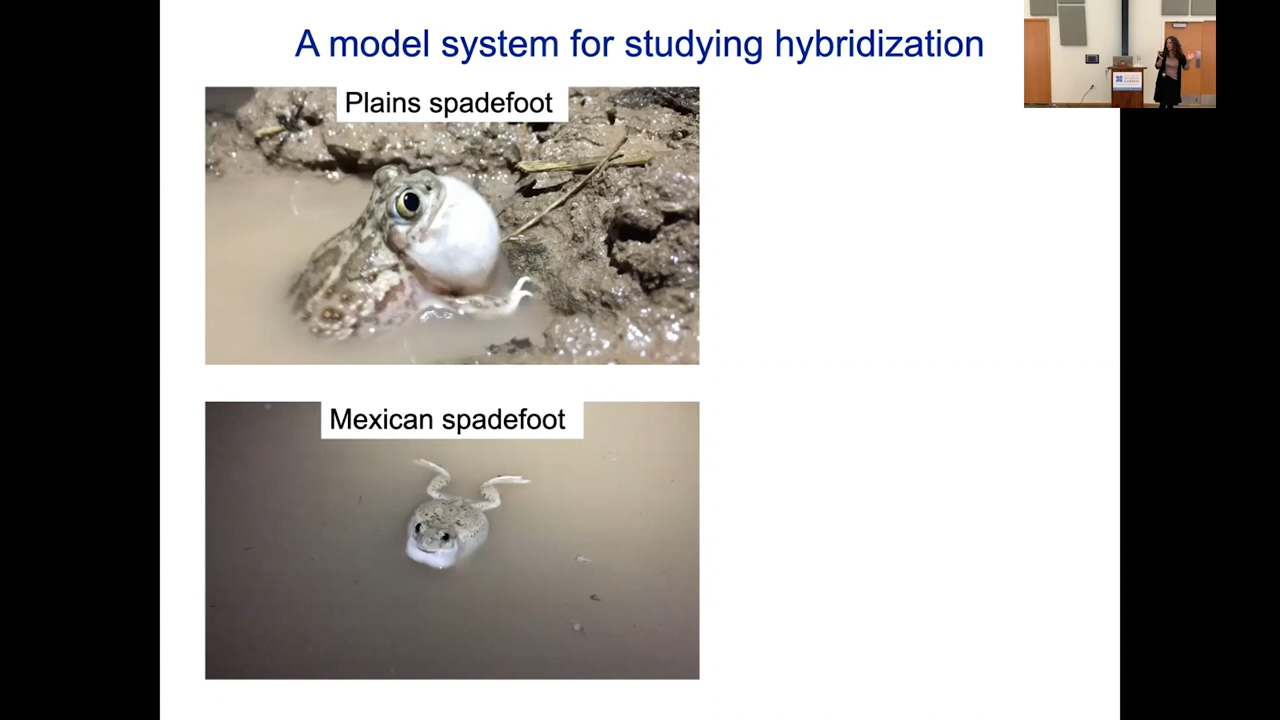 A model system for studying hybridization
Plains spadefoot
Mexican spadefoot